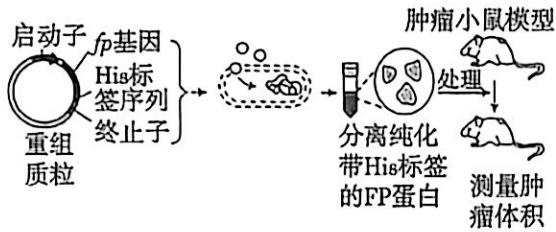 启动子
fp基因
His标
签序列
终止子
重组
质粒
分离纯化
带His标签
的FP蛋白
处理
肿瘤小鼠模型
测量肿
瘤体积